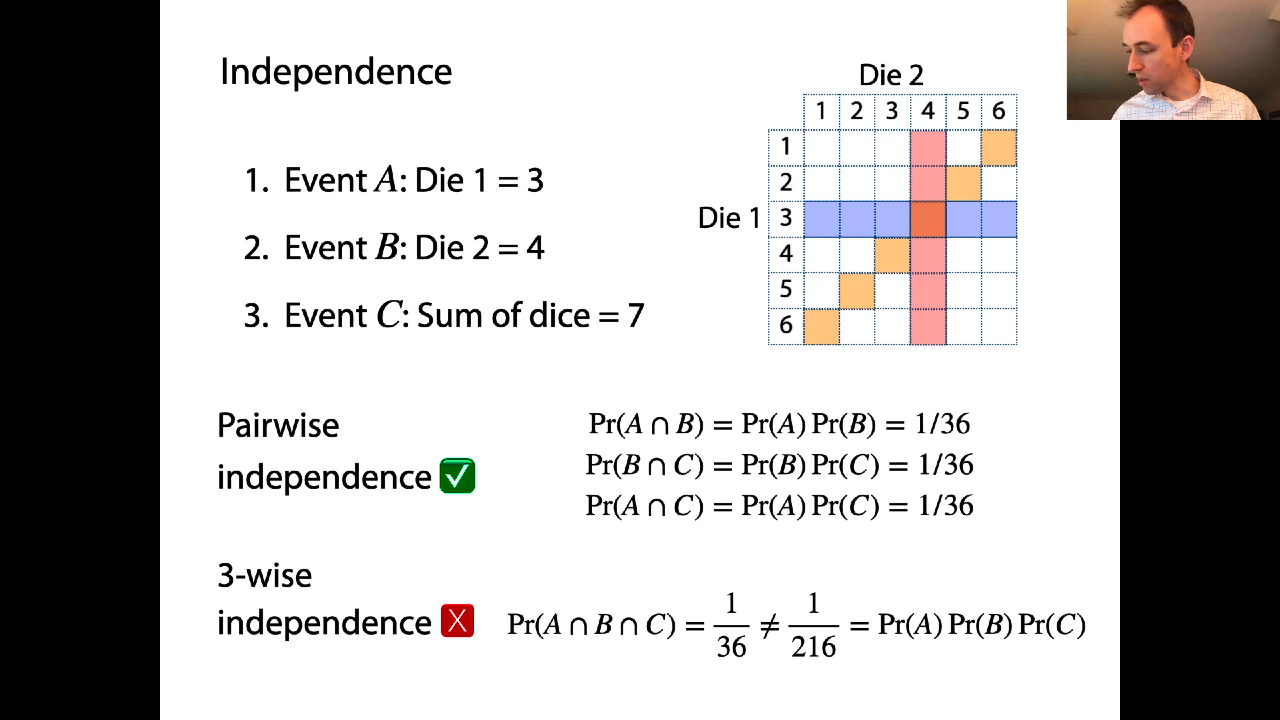 Independence
1. Event A: Die 1 = 3
2. Event B: Die 2 = 4
3. Event C: Sum of dice = 7
Die 2
1 2 3 4 5 6
1
2
Die 1 3
4
5
6
Pairwise
independence ✓
Pr(A ∩ B) = Pr(A) Pr(B) = 1/36
Pr(B ∩ C) = Pr(B) Pr(C) = 1/36
Pr(A ∩ C) = Pr(A) Pr(C) = 1/36
3-wise
independence X
Pr(A ∩ B ∩ C) = 1/36 ≠ 1/216 = Pr(A) Pr(B) Pr(C)